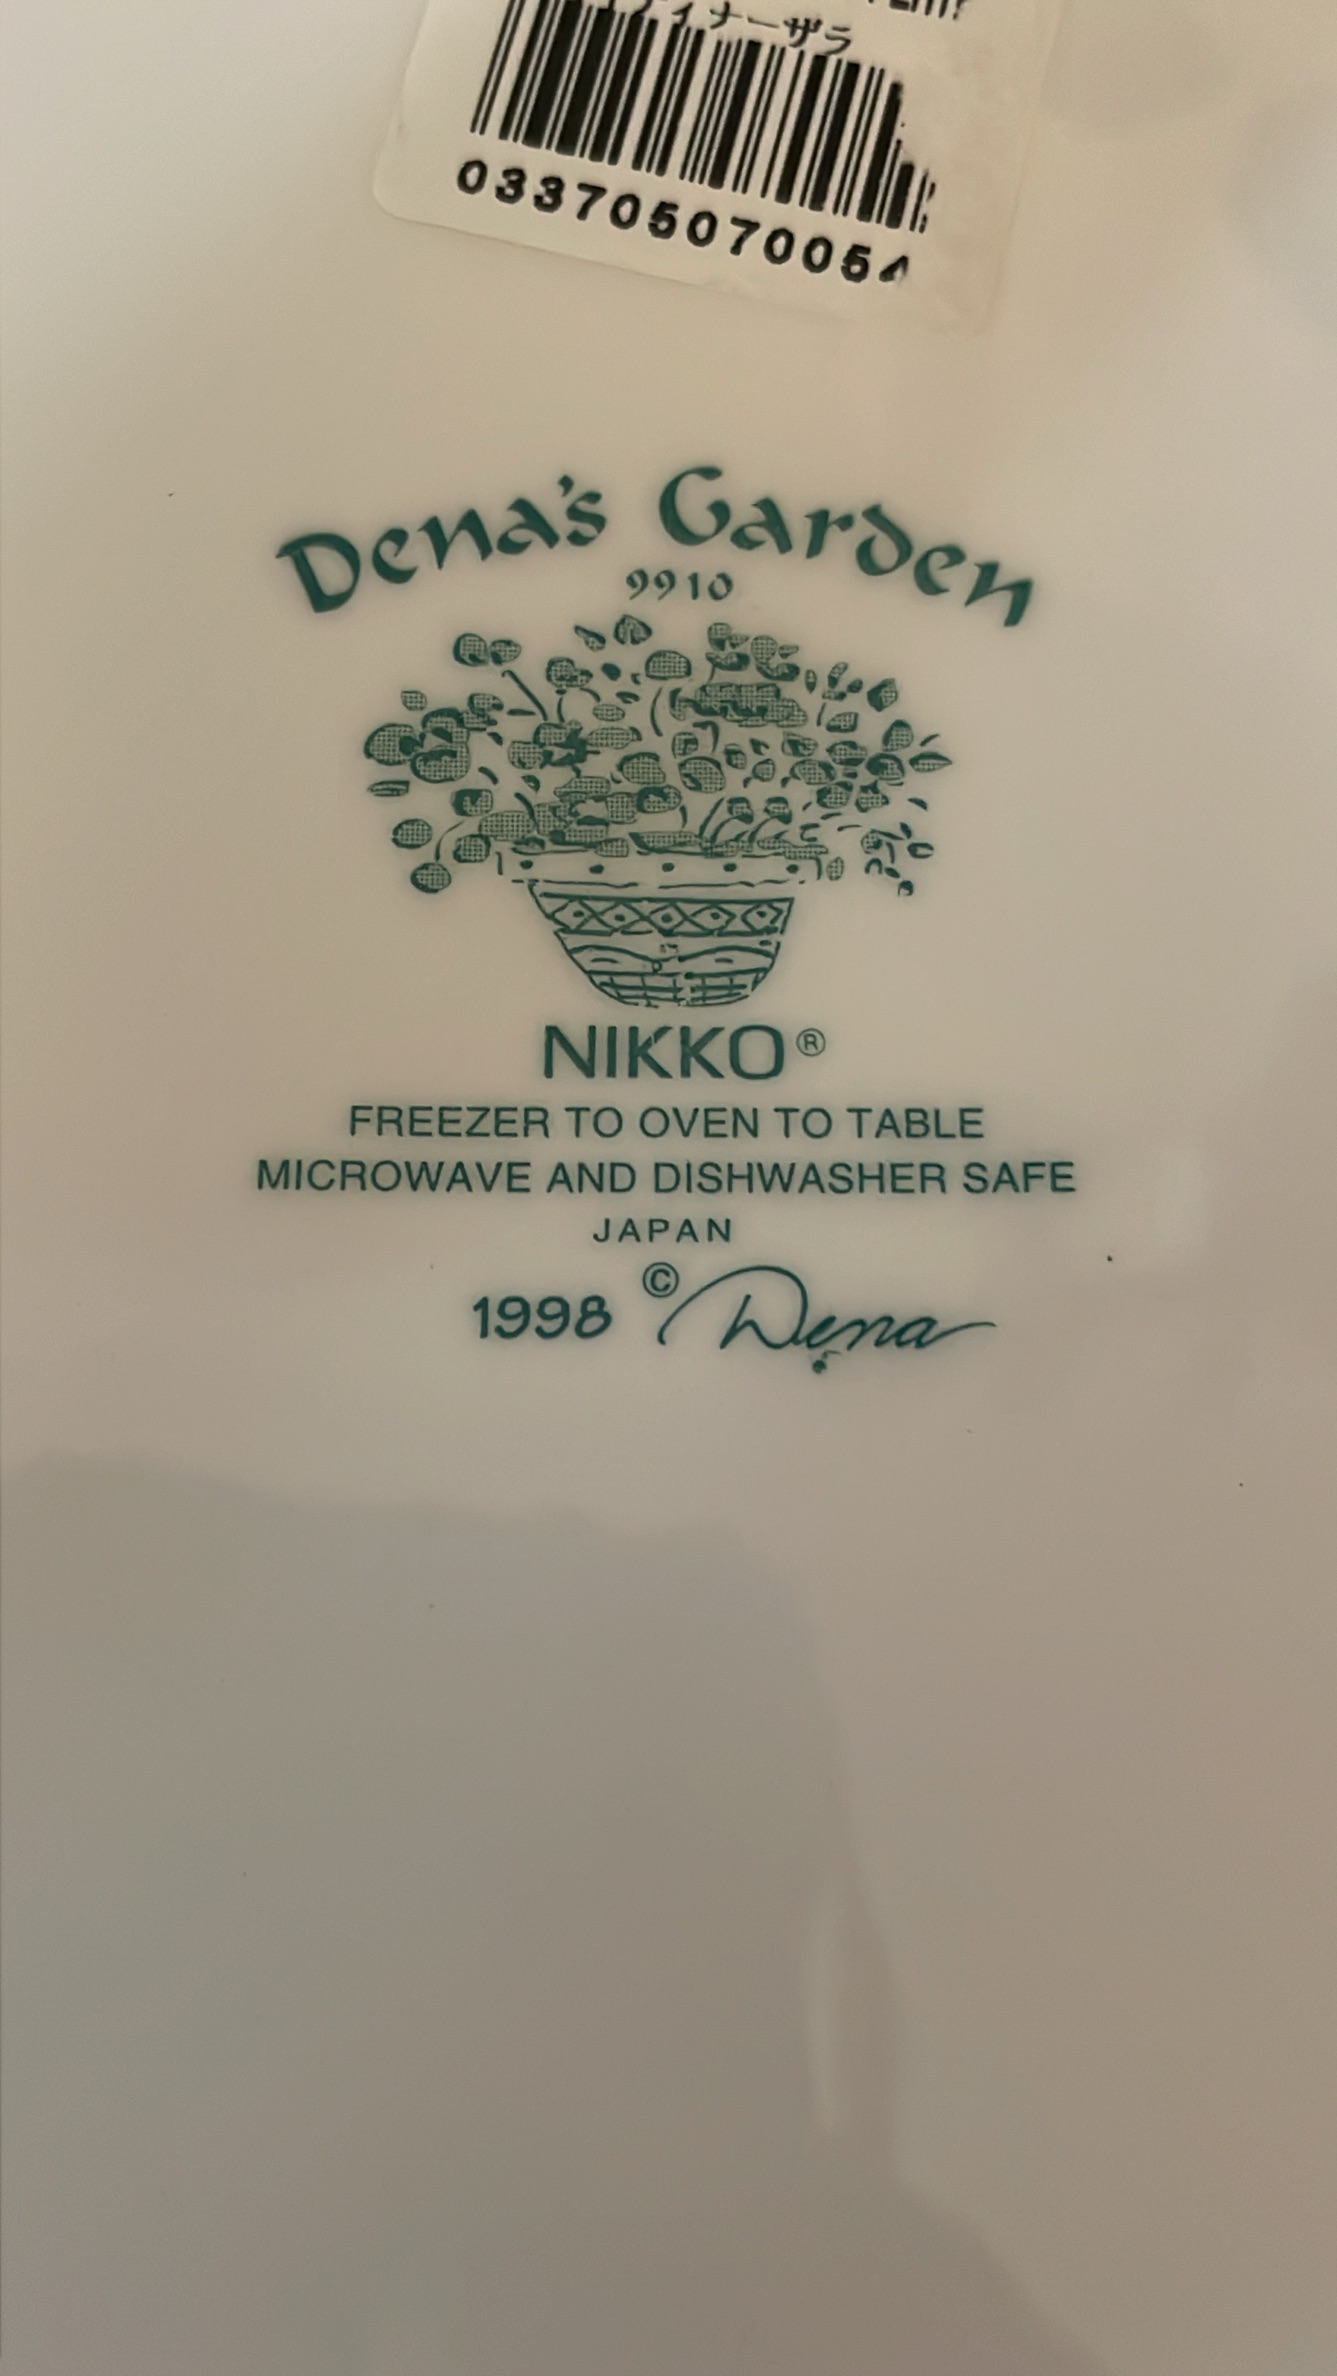 ィナーザラ
03370507005
Dena's Garden
9910
NIKKO®
FREEZER TO OVEN TO TABLE
MICROWAVE AND DISHWASHER SAFE
JAPAN
1998 © Dena